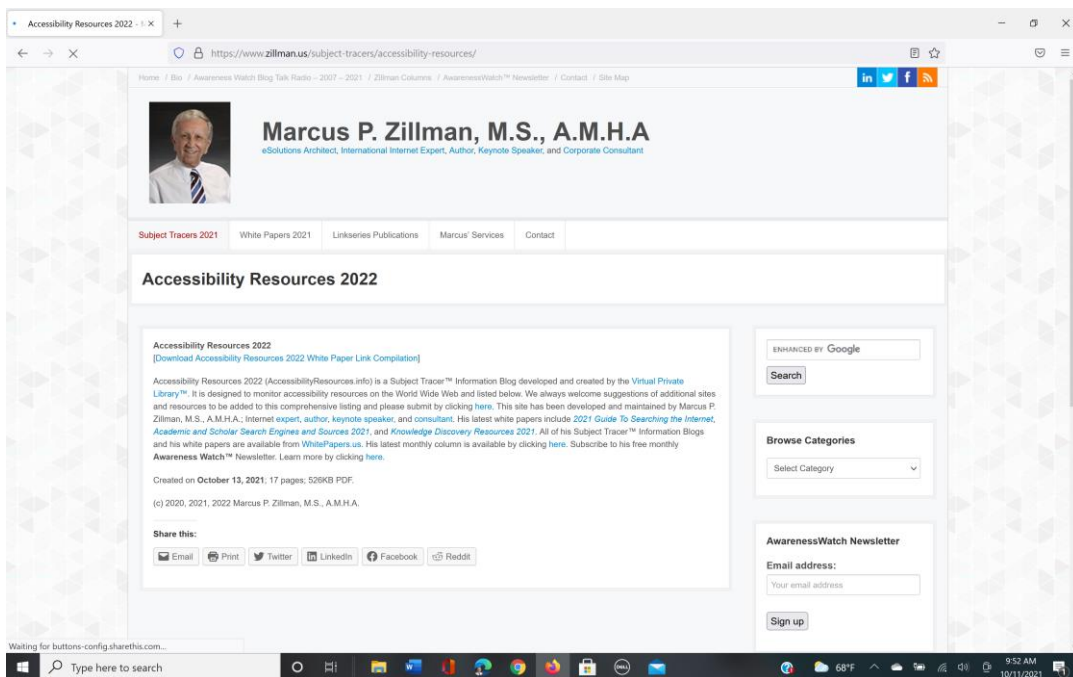 Accessibility Resources 2022 -
https://www.zillman.us/subject-tracers/accessibility-resources/
Home / Bio / Awareness Watch Blog Talk Radio – 2007 – 2021 / Zillman Columns / AwarenessWatch™ Newsletter / Contact / Site Map
in f
Marcus P. Zillman, M.S., A.M.H.A
eSolutions Architect, International Internet Expert, Author, Keynote Speaker, and Corporate Consultant
Subject Tracers 2021 White Papers 2021 Linkseries Publications Marcus' Services Contact
Accessibility Resources 2022
Accessibility Resources 2022
[Download Accessibility Resources 2022 White Paper Link Compilation]
Accessibility Resources 2022 (AccessibilityResources.info) is a Subject Tracer™ Information Blog developed and created by the Virtual Private
Library™. It is designed to monitor accessibility resources on the World Wide Web and listed below. We always welcome suggestions of additional sites
and resources to be added to this comprehensive listing and please submit by clicking here. This site has been developed and maintained by Marcus P.
Zillman, M.S., A.M.H.A.; Internet expert, author, keynote speaker, and consultant. His latest white papers include 2021 Guide To Searching the Internet,
Academic and Scholar Search Engines and Sources 2021, and Knowledge Discovery Resources 2021. All of his Subject Tracer™ Information Blogs
and his white papers are available from WhitePapers.us. His latest monthly column is available by clicking here. Subscribe to his free monthly
Awareness Watch™ Newsletter. Learn more by clicking here.
Created on October 13, 2021; 17 pages; 526KB PDF.
(c) 2020, 2021, 2022 Marcus P. Zillman, M.S., A.M.H.A.
Share this:
Email Print Twitter LinkedIn Facebook Reddit
ENHANCED BY Google
Search
Browse Categories
Select Category
AwarenessWatch Newsletter
Email address:
Your email address
Sign up
Waiting for buttons-config.sharethis.com...
Type here to search
DELL
68°F
9:52 AM
10/11/2021